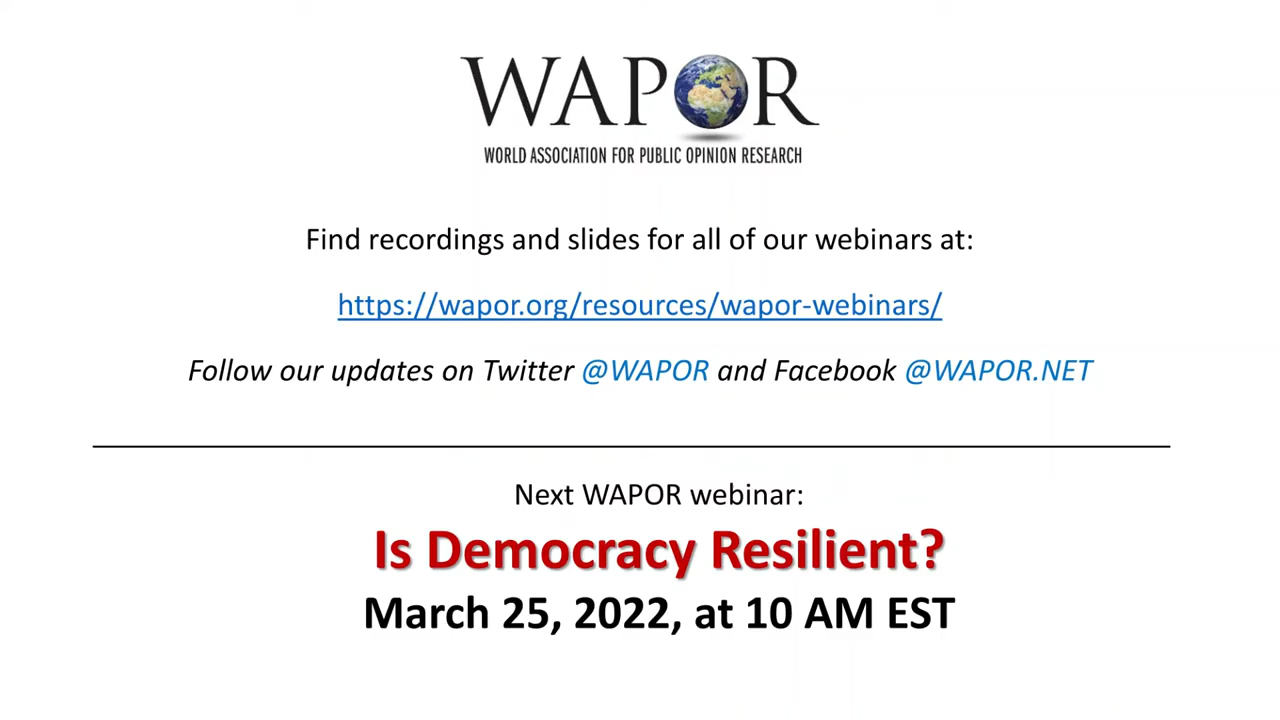 WAPOR
WORLD ASSOCIATION FOR PUBLIC OPINION RESEARCH
Find recordings and slides for all of our webinars at:
https://wapor.org/resources/wapor-webinars/
Follow our updates on Twitter @WAPOR and Facebook @WAPOR.NET
Next WAPOR webinar:
Is Democracy Resilient?
March 25, 2022, at 10 AM EST